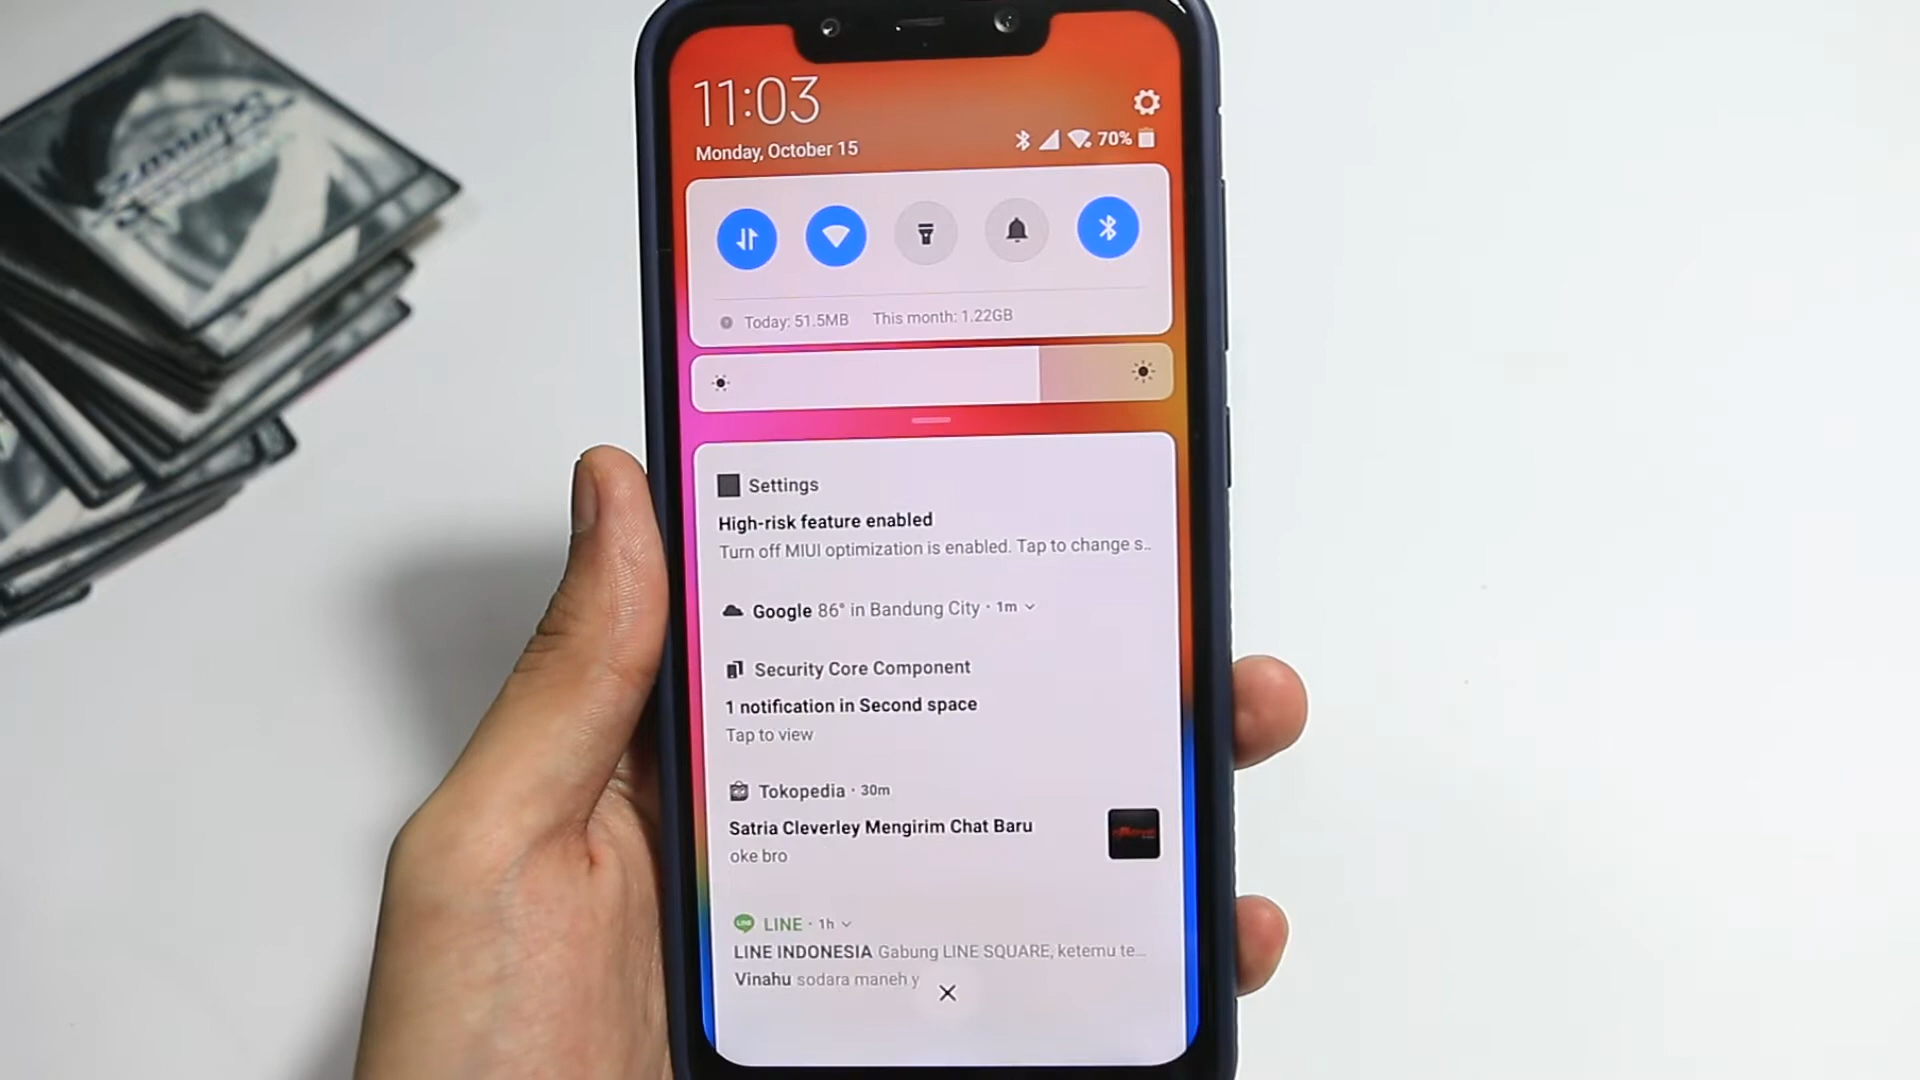 11:03
Monday, October 15
70%
Today: 51.5MB This month: 1.22GB
Settings
High-risk feature enabled
Turn off MIUI optimization is enabled. Tap to change s..
Google 86° in Bandung City · 1m
Security Core Component
1 notification in Second space
Tap to view
Tokopedia · 30m
Satria Cleverley Mengirim Chat Baru
oke bro
LINE · 1h
LINE INDONESIA Gabung LINE SQUARE, ketemu te...
Vinahu sodara maneh y